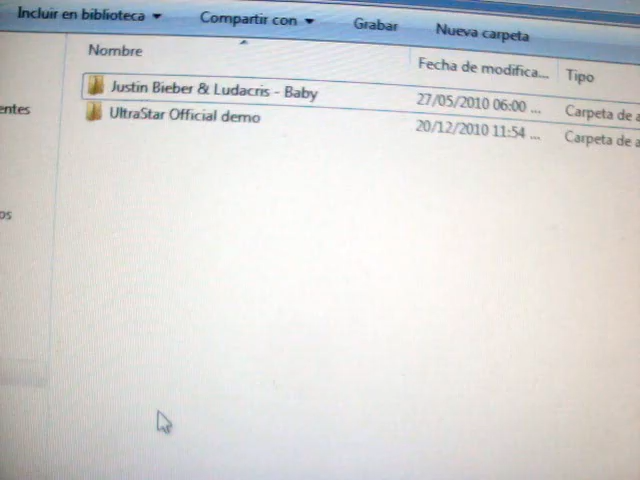 Incluir en biblioteca Compartir con Grabar Nueva carpeta
Nombre Fecha de modifica... Tipo
Justin Bieber & Ludacris - Baby 27/05/2010 06:00 ... Carpeta de a
UltraStar Official demo 20/12/2010 11:54 ... Carpeta de a
entes
os